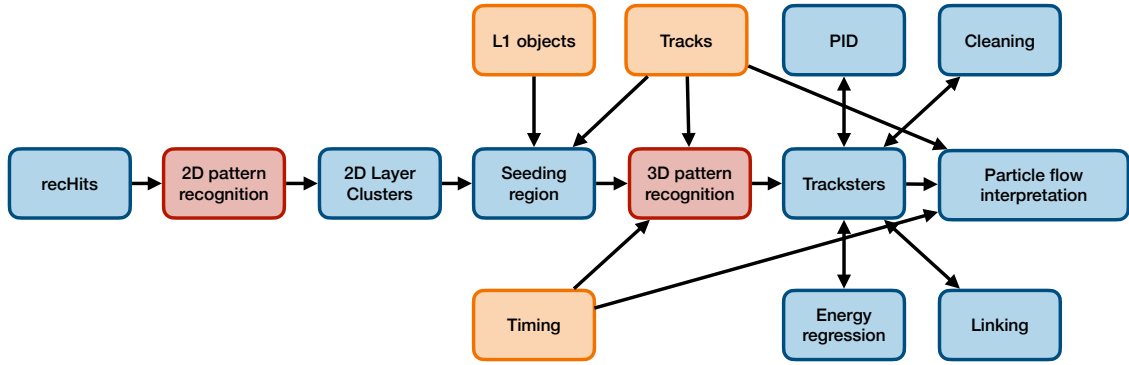 L1 objects
Tracks
PID
Cleaning
recHits
2D pattern
recognition
2D Layer
Clusters
Seeding
region
3D pattern
recognition
Tracksters
Particle flow
interpretation
Timing
Energy
regression
Linking